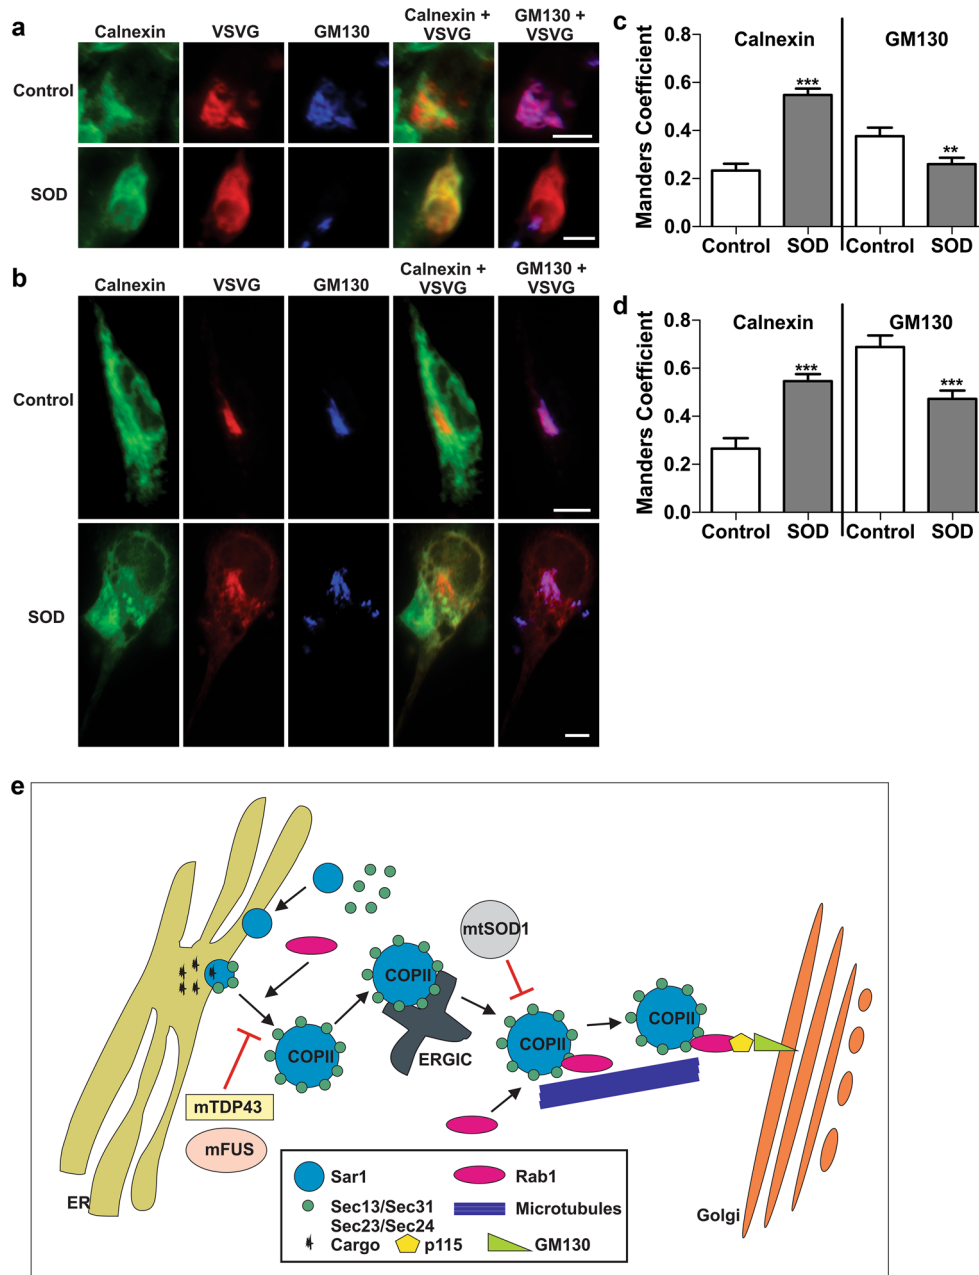 a
Calnexin VSVG GM130 Calnexin + VSVG GM130 + VSVG
Control
SOD
b
Calnexin VSVG GM130 Calnexin + VSVG GM130 + VSVG
Control
SOD
c
Calnexin GM130
Manders Coefficient
0.8
0.6
0.4
0.2
0.0
***
**
Control SOD Control SOD
d
Calnexin GM130
Manders Coefficient
0.8
0.6
0.4
0.2
0.0
***
***
Control SOD Control SOD
e
mtSOD1
COPII
COPII
COPII
COPII
ERGIC
mTDP43
mFUS
ER
Golgi
Sar1
Rab1
Sec13/Sec31
Sec23/Sec24
Microtubules
Cargo
p115
GM130